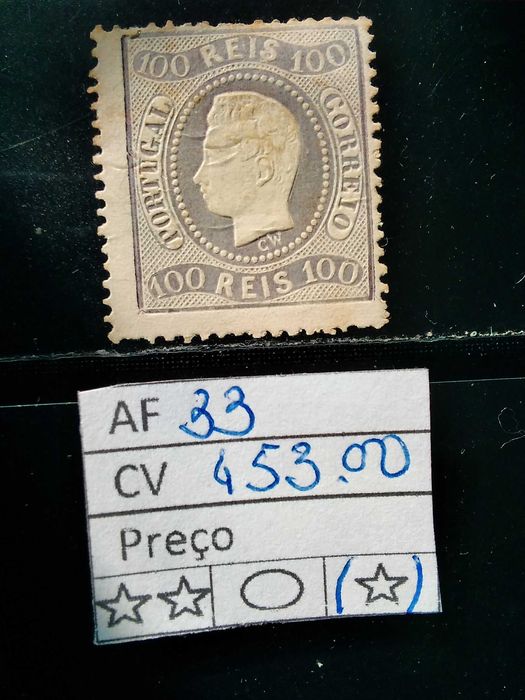 100 REIS 100
PORTUGAL CORREIO
CW
100 REIS 100
AF 33
CV 453.00
Preço
( )